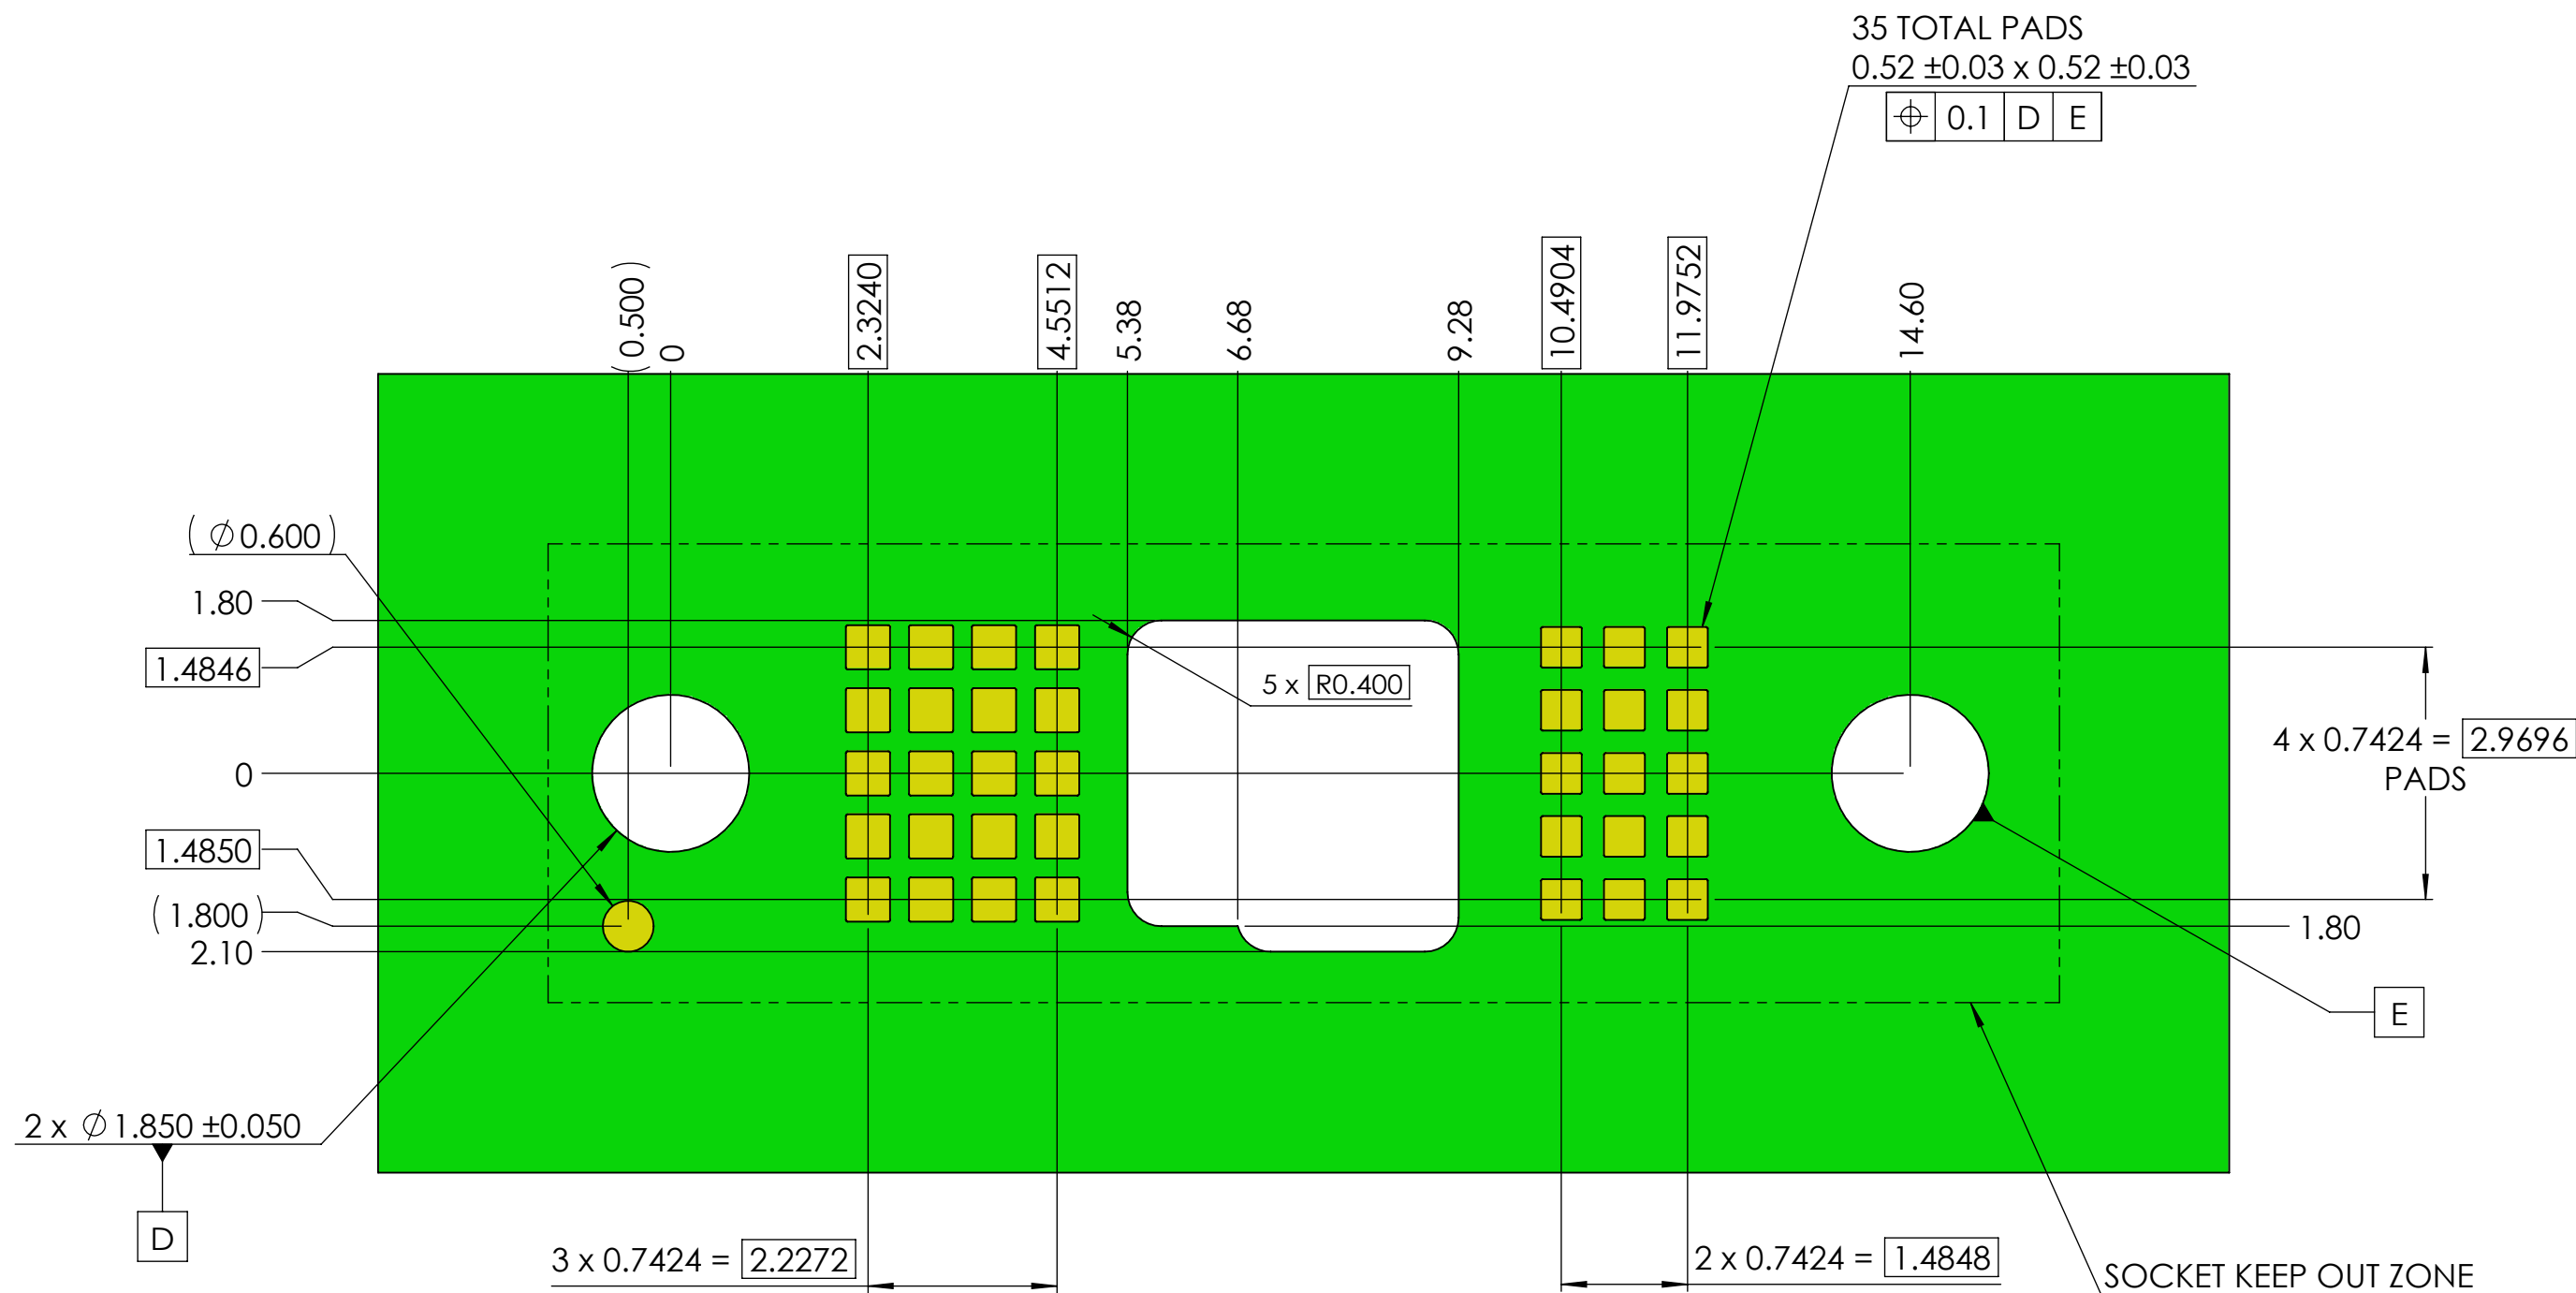 35 TOTAL PADS
0.52 ±0.03 x 0.52 ±0.03
⌖ 0.1 D E
(0.500)
0
2.3240
4.5512
5.38
6.68
9.28
10.4904
11.9752
14.60
(∅0.600)
1.80
1.4846
5 x R0.400
0
4 x 0.7424 = 2.9696
PADS
1.4850
(1.800)
2.10
1.80
E
2 x ∅1.850 ±0.050
D
3 x 0.7424 = 2.2272
2 x 0.7424 = 1.4848
SOCKET KEEP OUT ZONE